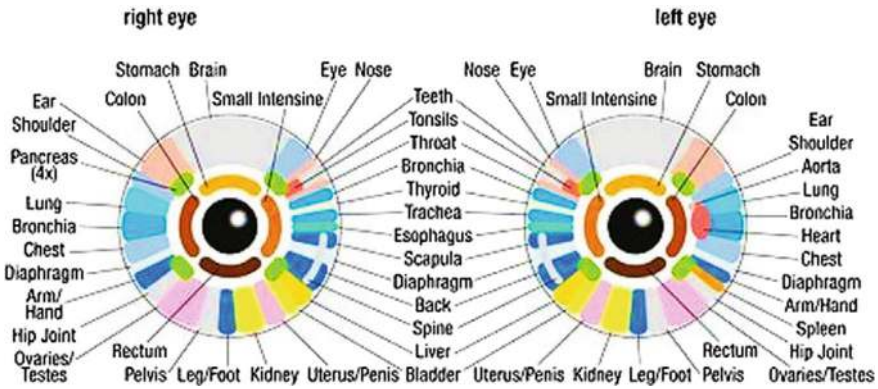 right eye
left eye
Stomach Brain
Eye Nose
Nose Eye
Brain Stomach
Ear
Colon
Small Intensine
Teeth
Small Intensine
Colon
Ear
Shoulder
Tonsils
Shoulder
Pancreas
(4x)
Throat
Aorta
Bronchia
Lung
Lung
Thyroid
Bronchia
Bronchia
Trachea
Heart
Chest
Esophagus
Chest
Diaphragm
Scapula
Diaphragm
Arm/
Hand
Diaphragm
Arm/Hand
Back
Spleen
Hip Joint
Spine
Hip Joint
Ovaries/
Testes
Rectum
Liver
Rectum
Pelvis Leg/Foot Kidney Uterus/Penis Bladder Uterus/Penis Kidney Leg/Foot Pelvis Ovaries/Testes